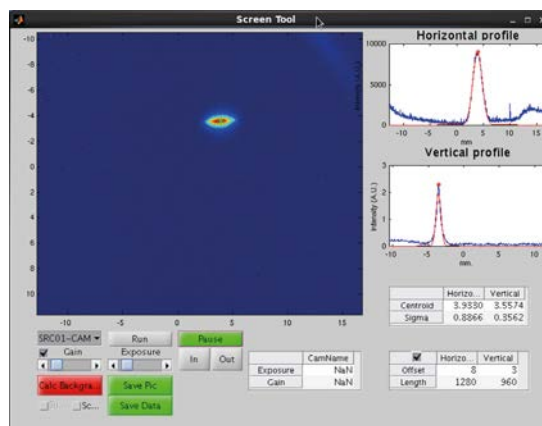 Screen Tool
-10
-8
-6
-4
-2
0
2
4
6
8
10
-10
-5
0
5
10
15
Horizontal profile
Intensity (A.U.)
10000
5000
0
-10
-5
0
5
10
15
mm
Vertical profile
Intensity (A.U.)
3
2
1
0
-10
-5
0
5
10
mm.
Horizo... Vertical
Centroid 3.9330 3.5574
Sigma 0.8866 0.3562
SRC01-CAM Run Pause
Gain Exposure
In Out
Calc Backgra... Save Pic
Sc... Save Data
CamName
Exposure NaN
Gain NaN
Horizo... Vertical
Offset 8 3
Length 1280 960